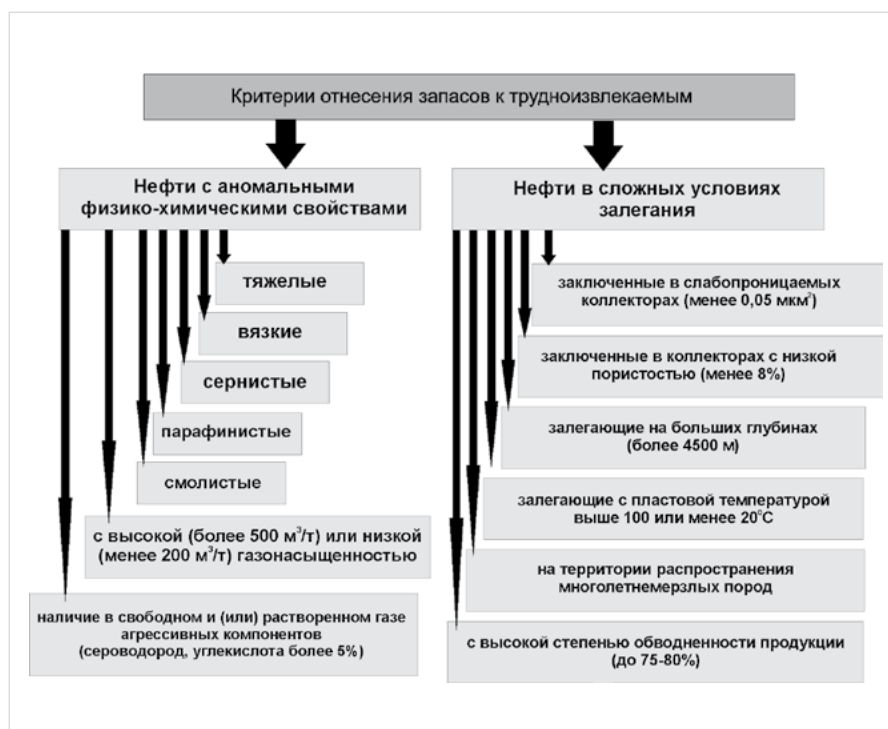 Критерии отнесения запасов к трудноизвлекаемым
Нефти с аномальными
физико-химическими свойствами
тяжелые
вязкие
сернистые
парафинистые
смолистые
с высокой (более 500 м³/т) или низкой
(менее 200 м³/т) газонасыщенностью
наличие в свободном и (или) растворенном газе
агрессивных компонентов
(сероводород, углекислота более 5%)
Нефти в сложных условиях
залегания
заключенные в слабопроницаемых
коллекторах (менее 0,05 мкм²)
заключенные в коллекторах с низкой
пористостью (менее 8%)
залегающие на больших глубинах
(более 4500 м)
залегающие с пластовой температурой
выше 100 или менее 20°С
на территории распространения
многолетнемерзлых пород
с высокой степенью обводненности продукции
(до 75-80%)